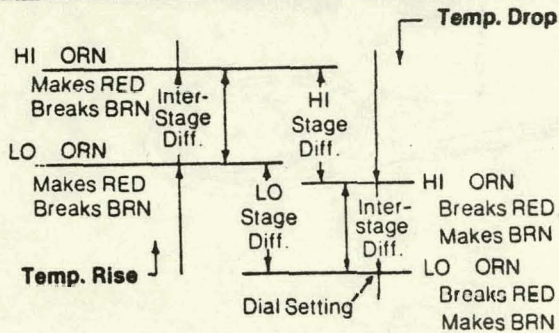 Temp. Drop
HI ORN
Makes RED
Breaks BRN
Inter-
Stage
Diff.
HI
Stage
Diff.
LO ORN
Makes RED
Breaks BRN
LO
Stage
Diff.
HI ORN
Breaks RED
Makes BRN
Inter-
stage
Diff.
Temp. Rise
Dial Setting
LO ORN
Breaks RED
Makes BRN